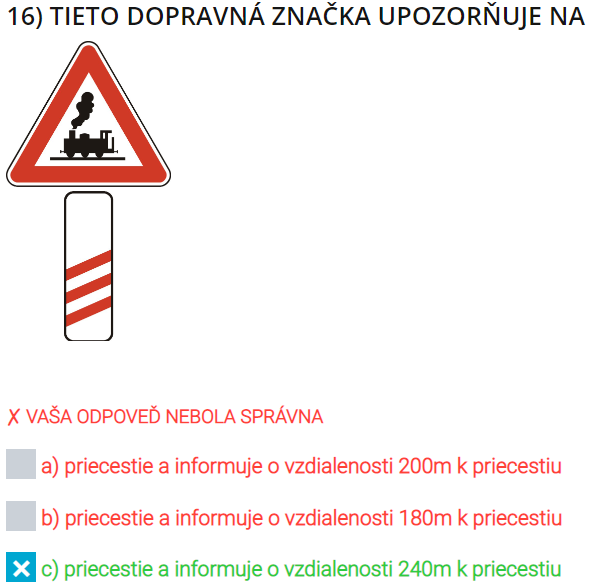 16) TIETO DOPRAVNÁ ZNAČKA UPOZORŇUJE NA
✗ VAŠA ODPOVEĎ NEBOLA SPRÁVNA
a) priecestie a informuje o vzdialenosti 200m k priecestiu
b) priecestie a informuje o vzdialenosti 180m k priecestiu
c) priecestie a informuje o vzdialenosti 240m k priecestiu